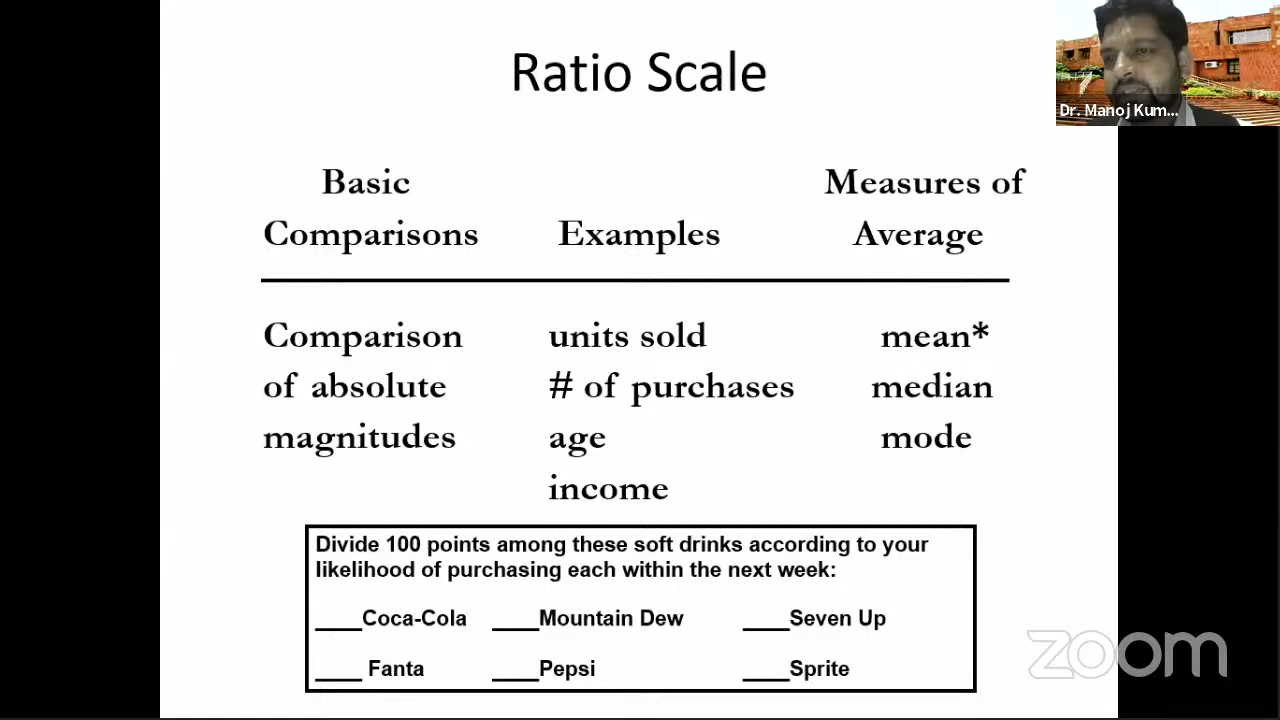 Ratio Scale
Dr. Manoj Kum...
Basic Comparisons
Examples
Measures of Average
Comparison of absolute magnitudes
units sold
# of purchases
age
income
mean*
median
mode
Divide 100 points among these soft drinks according to your
likelihood of purchasing each within the next week:
____Coca-Cola ____Mountain Dew ____Seven Up
____ Fanta ____Pepsi ____Sprite
zoom